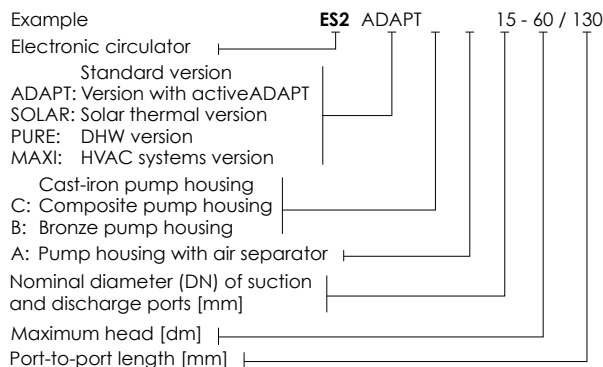 Example ES2 ADAPT 15 - 60 / 130
Electronic circulator
Standard version
ADAPT: Version with activeADAPT
SOLAR: Solar thermal version
PURE: DHW version
MAXI: HVAC systems version
Cast-iron pump housing
C: Composite pump housing
B: Bronze pump housing
A: Pump housing with air separator
Nominal diameter (DN) of suction
and discharge ports [mm]
Maximum head [dm]
Port-to-port length [mm]